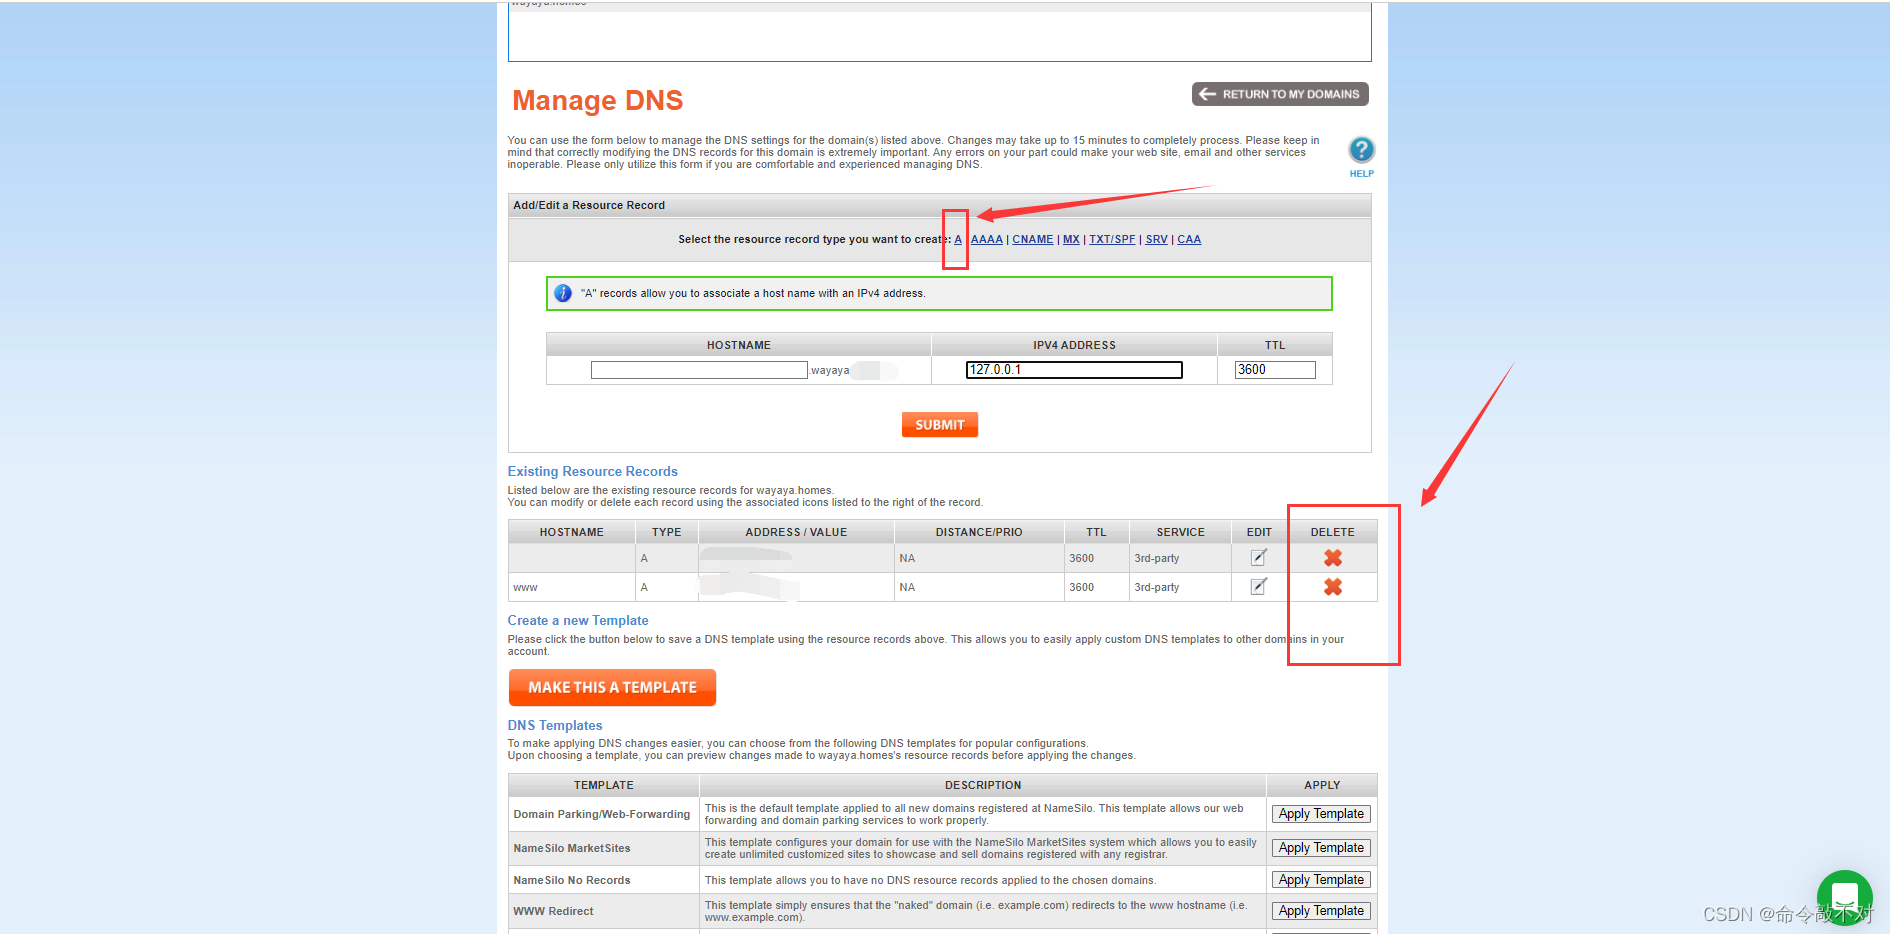 Manage DNS
RETURN TO MY DOMAINS
You can use the form below to manage the DNS settings for the domain(s) listed above. Changes may take up to 15 minutes to completely process. Please keep in
mind that correctly modifying the DNS records for this domain is extremely important. Any errors on your part could make your web site, email and other services
inoperable. Please only utilize this form if you are comfortable and experienced managing DNS.
HELP
Add/Edit a Resource Record
Select the resource record type you want to create: A | AAAA | CNAME | MX | TXT/SPF | SRV | CAA
"A" records allow you to associate a host name with an IPv4 address.
HOSTNAME IPV4 ADDRESS TTL
.wayaya 127.0.0.1 3600
SUBMIT
Existing Resource Records
Listed below are the existing resource records for wayaya.homes.
You can modify or delete each record using the associated icons listed to the right of the record.
HOSTNAME TYPE ADDRESS / VALUE DISTANCE/PRIO TTL SERVICE EDIT DELETE
A NA 3600 3rd-party
www A NA 3600 3rd-party
Create a new Template
Please click the button below to save a DNS template using the resource records above. This allows you to easily apply custom DNS templates to other domains in your
account.
MAKE THIS A TEMPLATE
DNS Templates
To make applying DNS changes easier, you can choose from the following DNS templates for popular configurations.
Upon choosing a template, you can preview changes made to wayaya.homes's resource records before applying the changes.
TEMPLATE DESCRIPTION APPLY
Domain Parking/Web-Forwarding This is the default template applied to all new domains registered at NameSilo. This template allows our web
forwarding and domain parking services to work properly. Apply Template
NameSilo MarketSites This template configures your domain for use with the NameSilo MarketSites system which allows you to easily
create unlimited customized sites to showcase and sell domains registered with any registrar. Apply Template
NameSilo No Records This template allows you to have no DNS resource records applied to the chosen domains. Apply Template
WWW Redirect This template simply ensures that the "naked" domain (i.e. example.com) redirects to the www hostname (i.e.
www.example.com). Apply Template
CSDN @命令敲不对